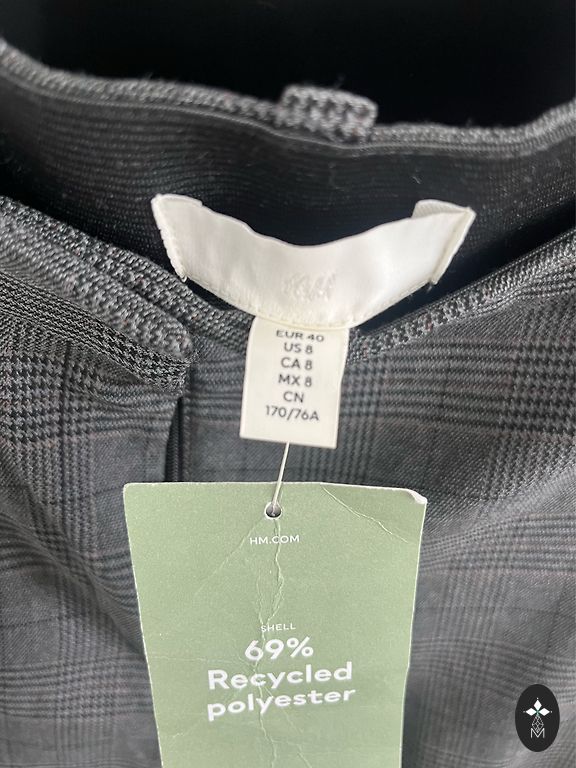 H&M
EUR 40
US 8
CA 8
MX 8
CN
170/76A
HM.COM
SHELL
69%
Recycled
polyester
M